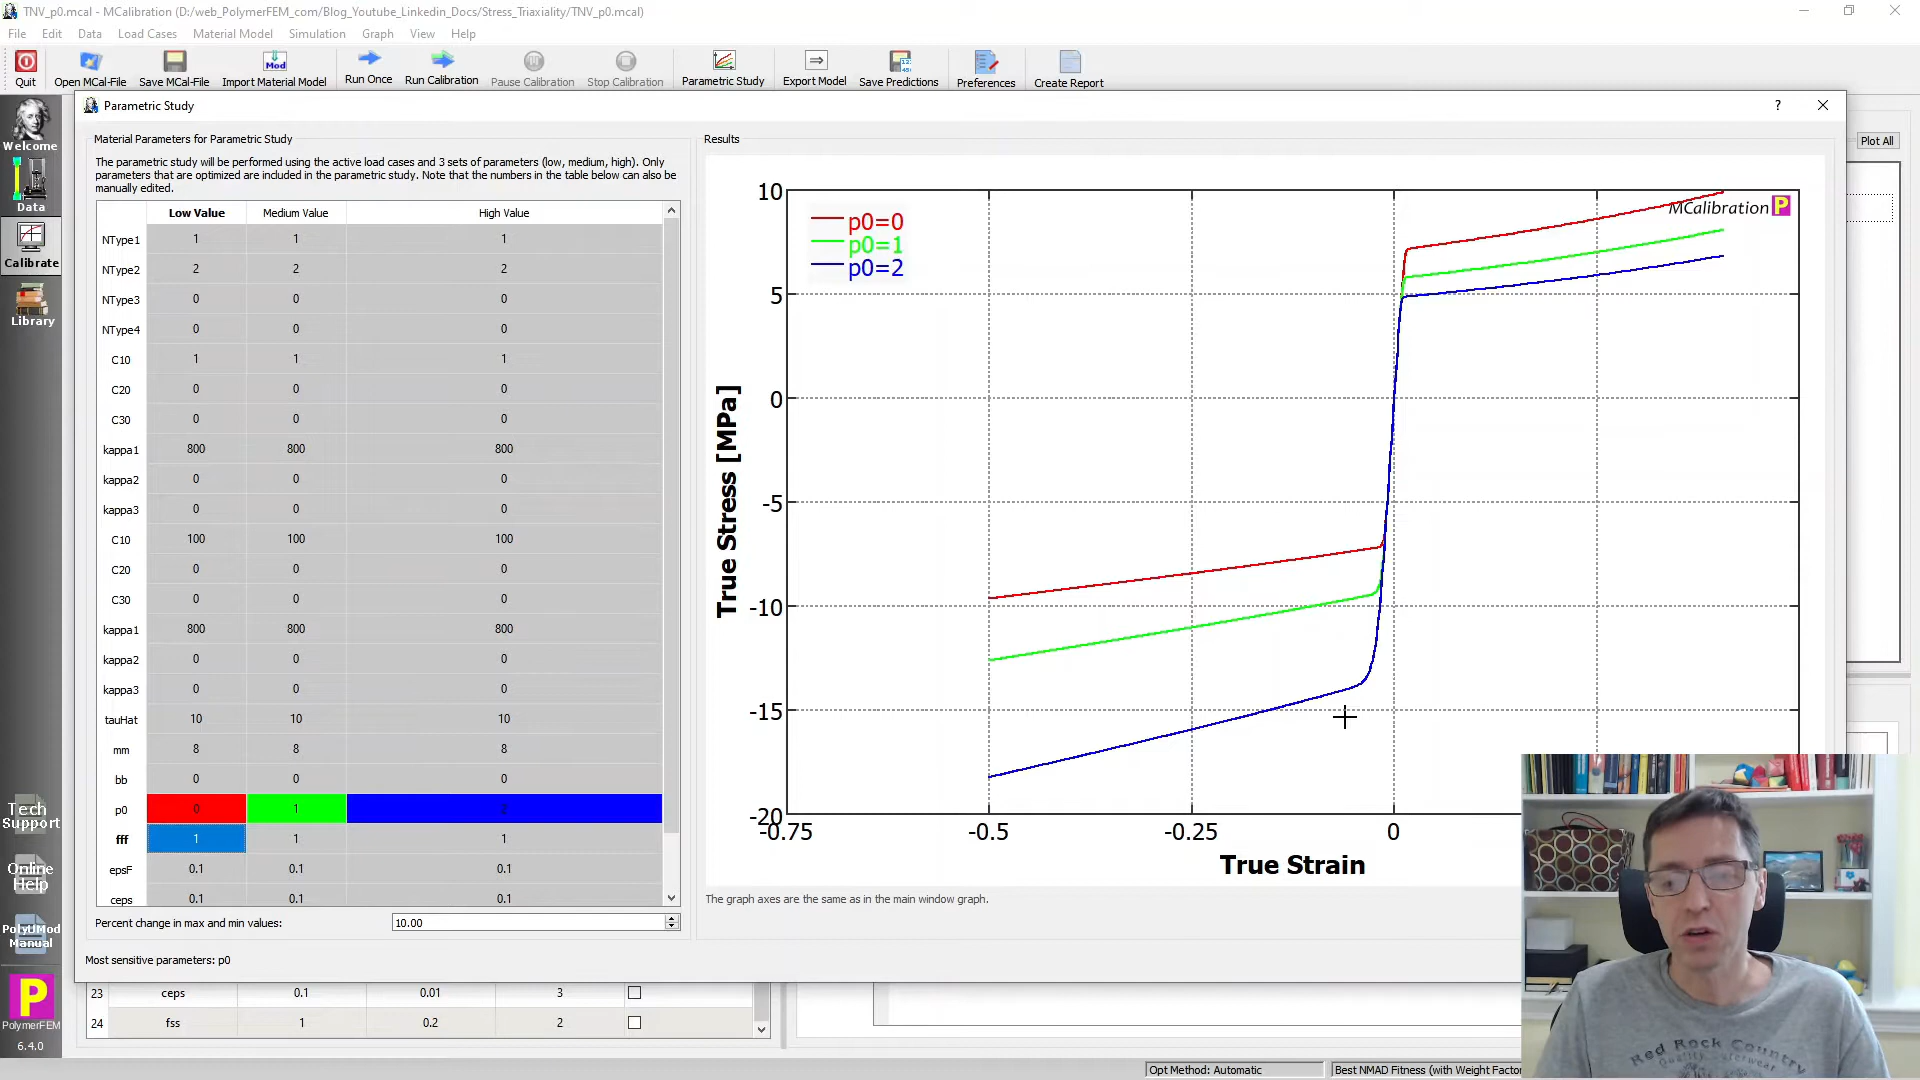 TNV_p0.mcal - MCalibration (D:/web_PolymerFEM_com/Blog_Youtube_Linkedin_Docs/Stress_Triaxiality/TNV_p0.mcal)
File Edit Data Load Cases Material Model Simulation Graph View Help
Quit Open MCal-File Save MCal-File Mod Import Material Model Run Once Run Calibration Pause Calibration Stop Calibration Parametric Study Export Model Save Predictions Preferences Create Report
Welcome
Data
Calibrate
Library
Tech Support
Online Help
PolyUMod Manual
P
PolymerFEM
6.4.0
Parametric Study ?
Plot All
Material Parameters for Parametric Study
The parametric study will be performed using the active load cases and 3 sets of parameters (low, medium, high). Only
parameters that are optimized are included in the parametric study. Note that the numbers in the table below can also be
manually edited.
Low Value Medium Value High Value
NType1 1 1 1
NType2 2 2 2
NType3 0 0 0
NType4 0 0 0
C10 1 1 1
C20 0 0 0
C30 0 0 0
kappa1 800 800 800
kappa2 0 0 0
kappa3 0 0 0
C10 100 100 100
C20 0 0 0
C30 0 0 0
kappa1 800 800 800
kappa2 0 0 0
kappa3 0 0 0
tauHat 10 10 10
mm 8 8 8
bb 0 0 0
p0 0 1 2
fff 1 1 1
epsF 0.1 0.1 0.1
ceps 0.1 0.1 0.1
Percent change in max and min values: 10.00
Most sensitive parameters: p0
Results
p0=0
p0=1
p0=2
MCalibration P
10
5
0
-5
-10
-15
-20
True Stress [MPa]
-0.75 -0.5 -0.25 0
True Strain
The graph axes are the same as in the main window graph.
23 ceps 0.1 0.01 3
24 fss 1 0.2 2
Opt Method: Automatic
Best NMAD Fitness (with Weight Factor
Red Rock Country